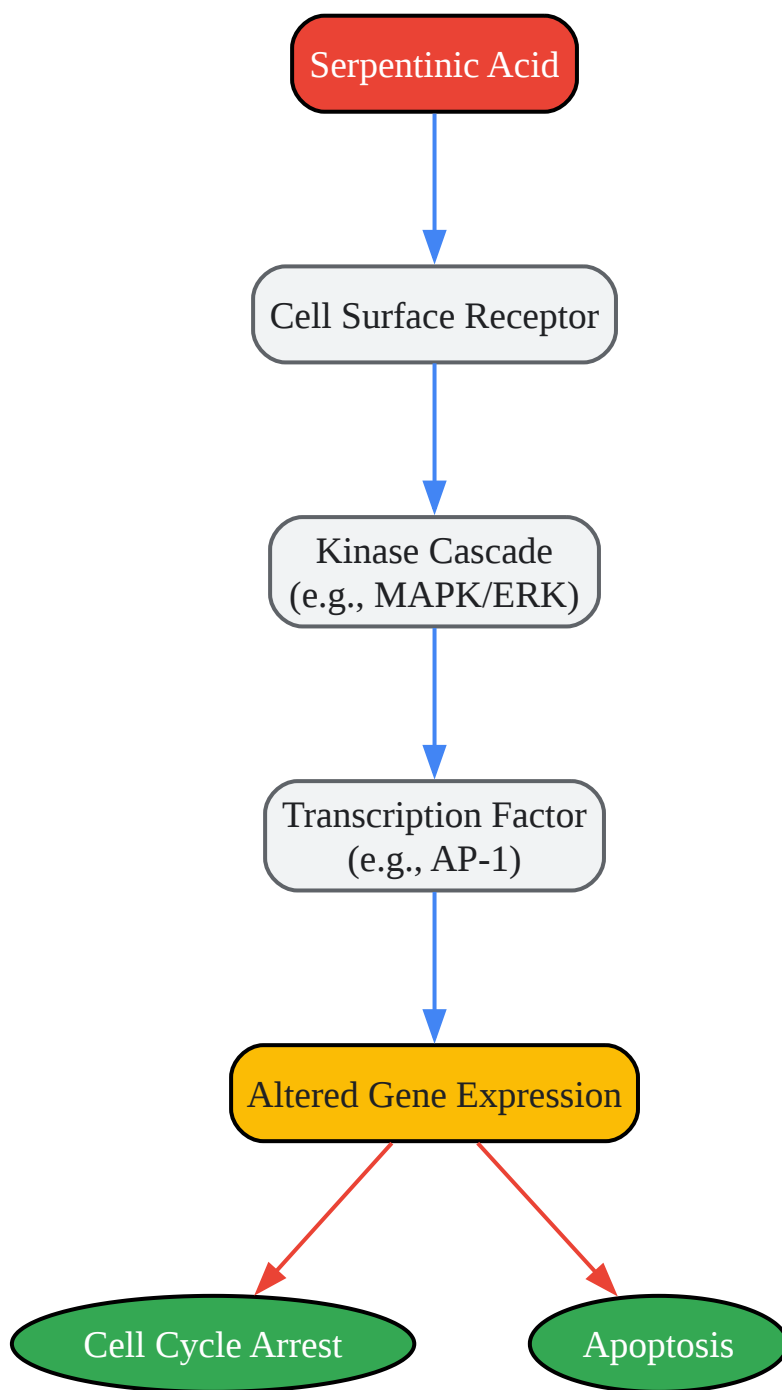 Serpentinic Acid
Cell Surface Receptor
Kinase Cascade
(e.g., MAPK/ERK)
Transcription Factor
(e.g., AP-1)
Altered Gene Expression
Cell Cycle Arrest
Apoptosis